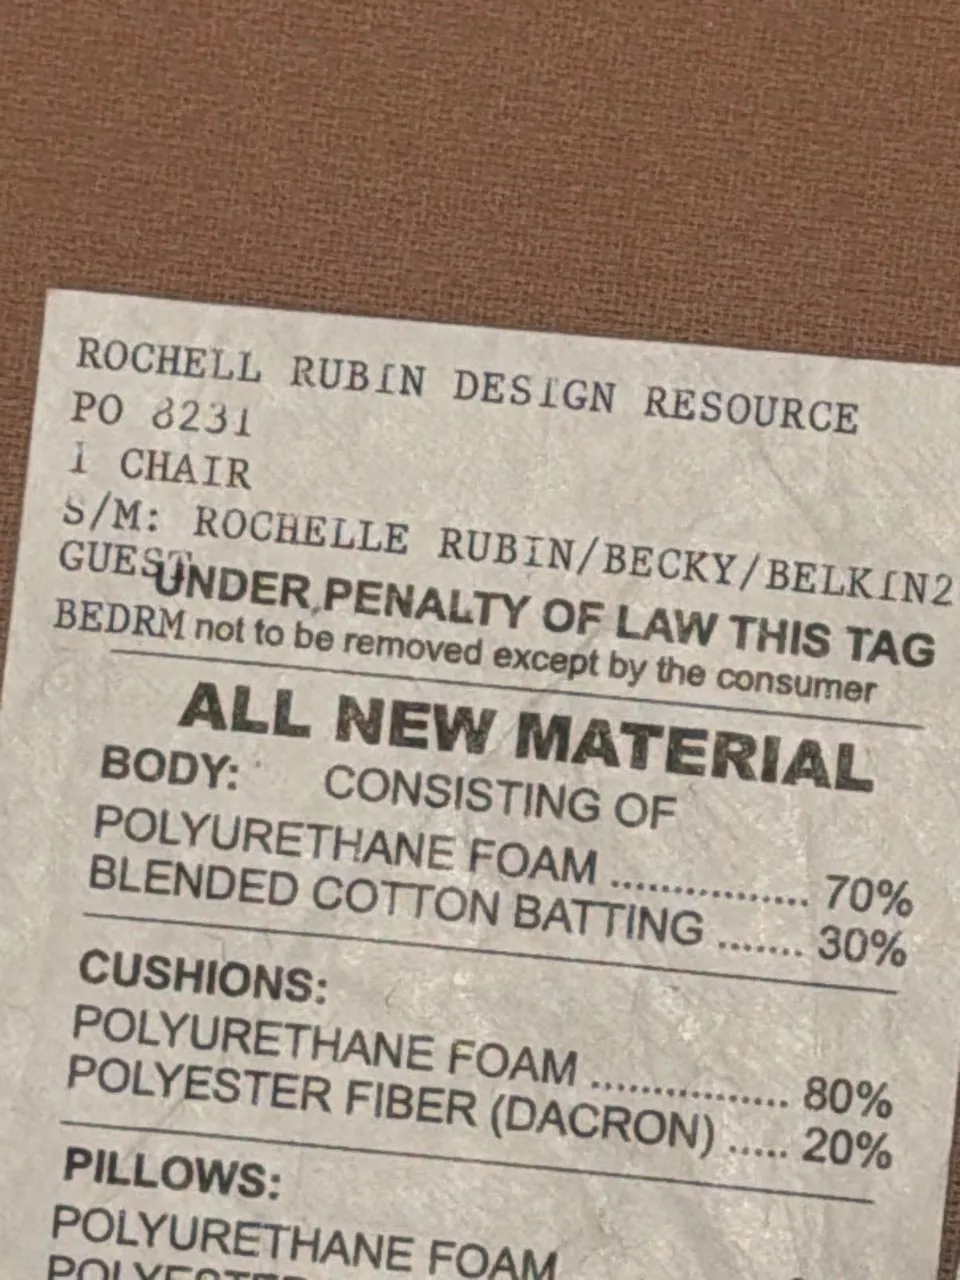 ROCHELL RUBIN DESIGN RESOURCE
PO 8231
1 CHAIR
S/M: ROCHELLE RUBIN/BECKY/BELKIN2
GUEST
UNDER PENALTY OF LAW THIS TAG
BEDRM not to be removed except by the consumer
ALL NEW MATERIAL
BODY: CONSISTING OF
POLYURETHANE FOAM ................ 70%
BLENDED COTTON BATTING ....... 30%
CUSHIONS:
POLYURETHANE FOAM ................ 80%
POLYESTER FIBER (DACRON) ..... 20%
PILLOWS:
POLYURETHANE FOAM